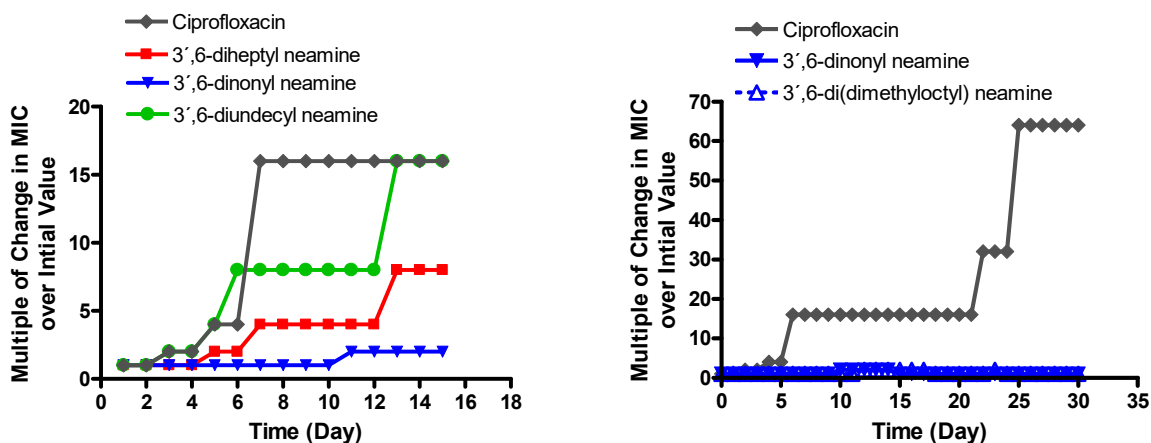 Ciprofloxacin
3´,6-diheptyl neamine
3´,6-dinonyl neamine
3´,6-diundecyl neamine
20
15
10
5
0
0 2 4 6 8 10 12 14 16 18
Time (Day)
Multiple of Change in MIC
over Intial Value
Ciprofloxacin
3´,6-dinonyl neamine
3´,6-di(dimethyloctyl) neamine
70
60
50
40
30
20
10
0
0 5 10 15 20 25 30 35
Time (Day)
Multiple of Change in MIC
over Intial Value